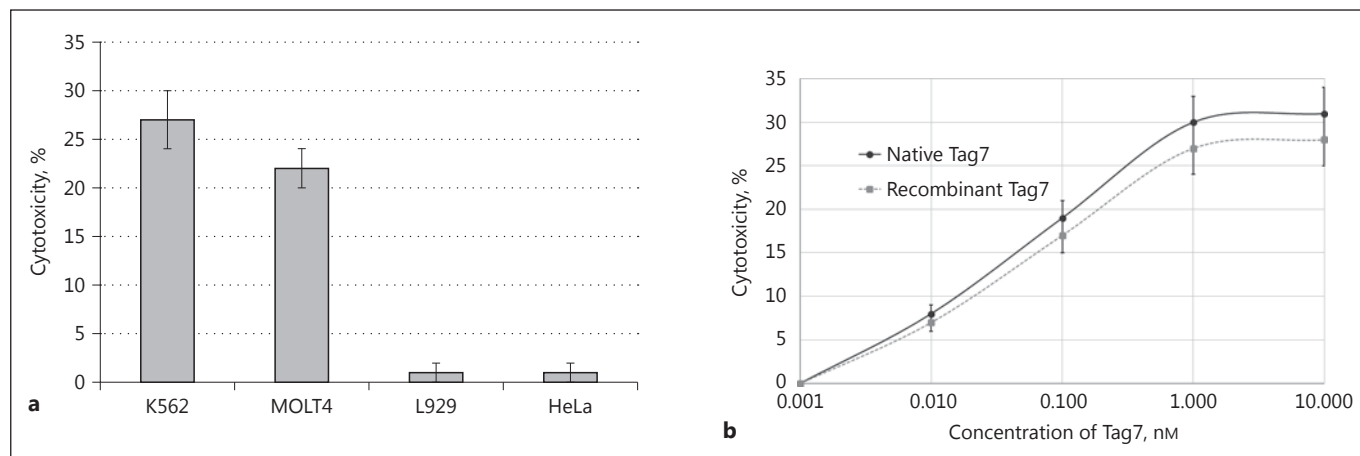 35
30
25
20
15
10
5
0
Cytotoxicity, %
K562 MOLT4 L929 HeLa
a
35
30
25
20
15
10
5
0
Cytotoxicity, %
Native Tag7
Recombinant Tag7
0.001 0.010 0.100 1.000 10.000
Concentration of Tag7, nM
b